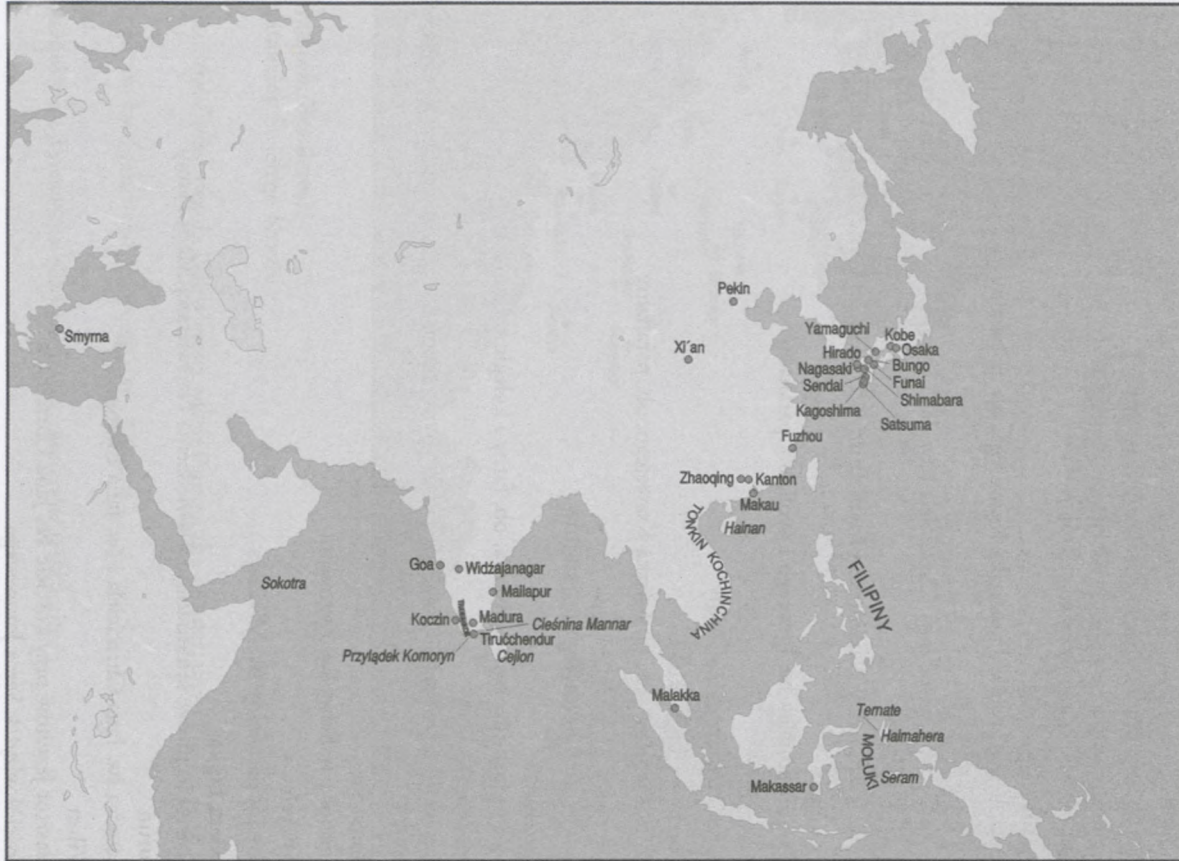 Pekin
Smyrna
Yamaguchi
Kobe
Xi´an
Hirado
Osaka
Nagasaki
Bungo
Sendai
Funai
Shimabara
Kagoshima
Satsuma
Fuzhou
Zhaoqing
Kanton
Makau
TONKIN KOCHINCHINA
Hainan
Goa
Widżajanagar
FILIPINY
Sokotra
Mailapur
Koczin
Madura
Cieśnina Mannar
Tirućchendur
Przylądek Komoryn
Cejlon
Malakka
Ternate
Halmahera
MOLUKI
Seram
Makassar